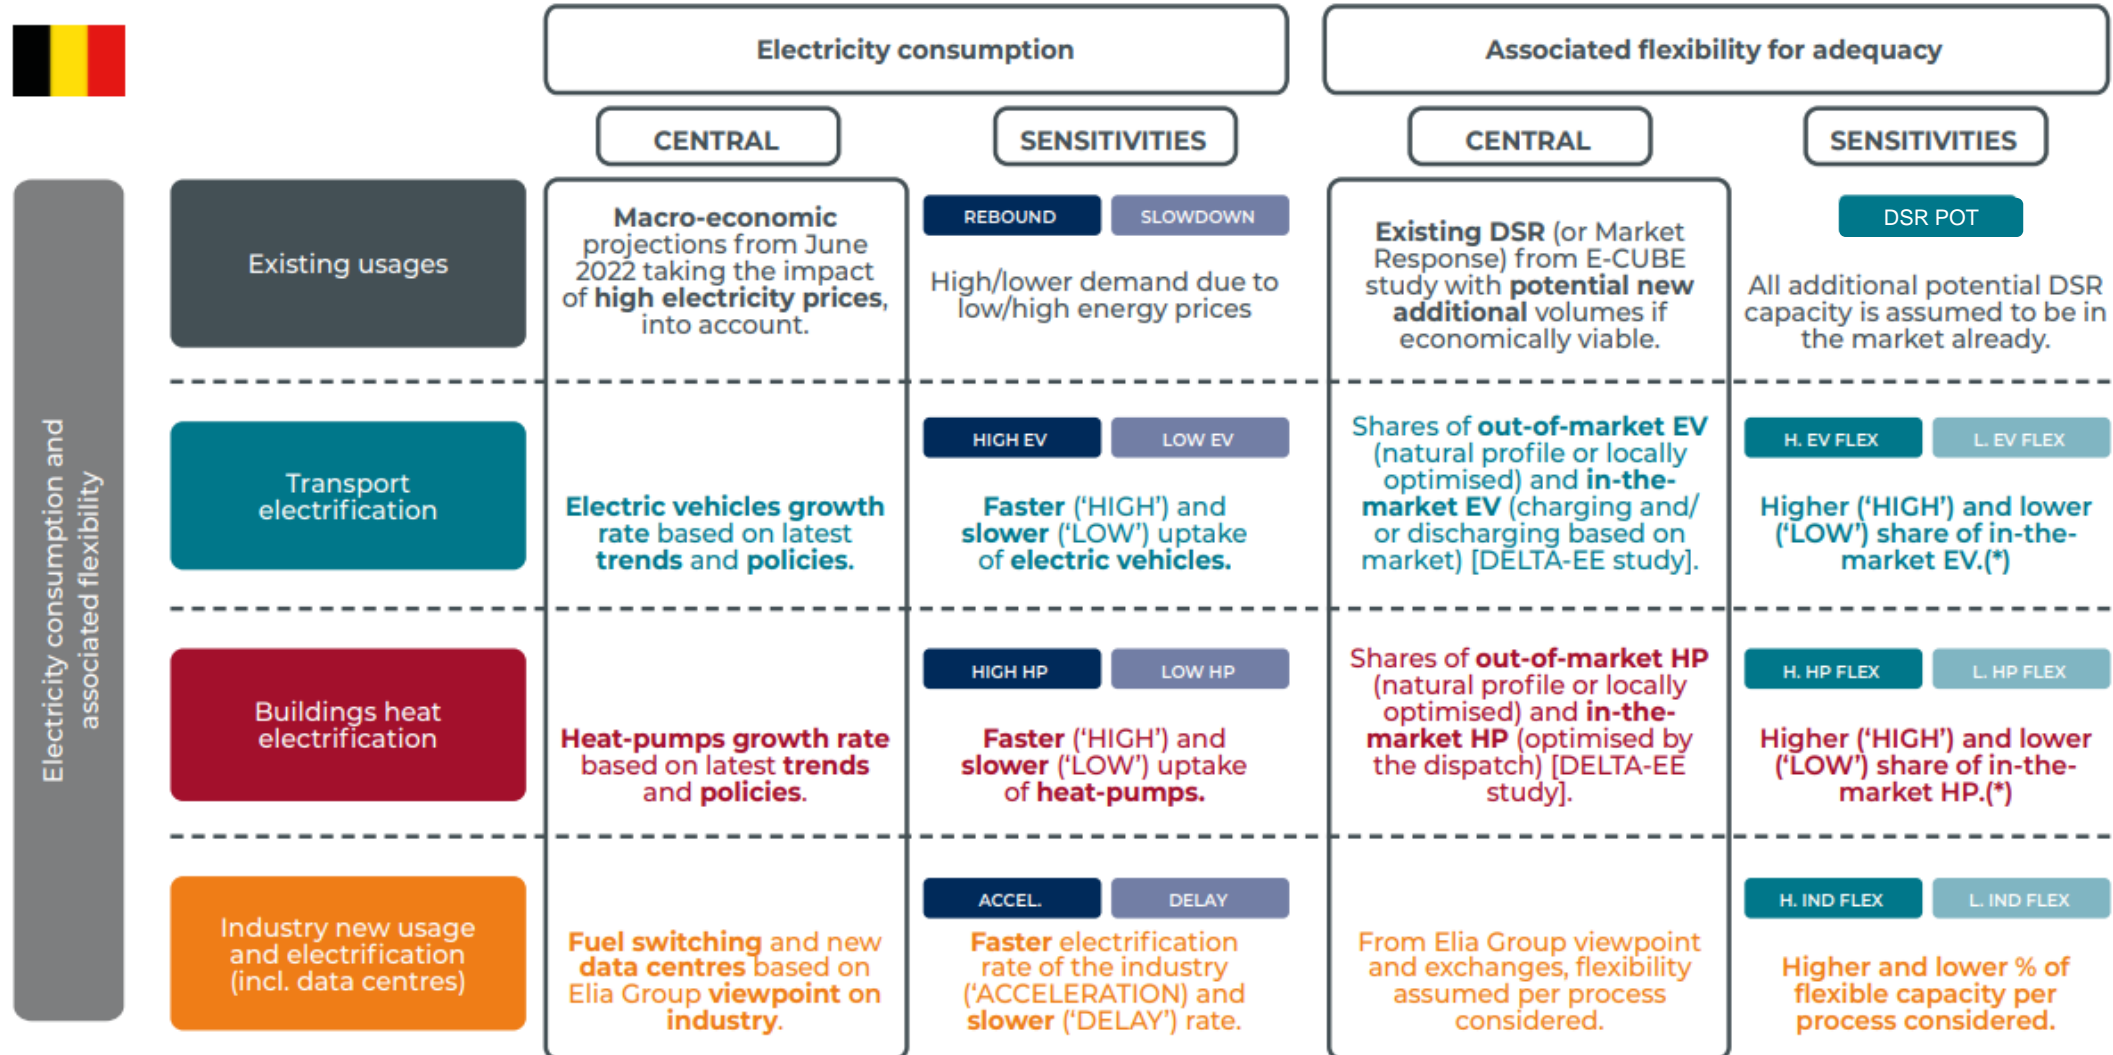 Electricity consumption
Associated flexibility for adequacy
CENTRAL
SENSITIVITIES
CENTRAL
SENSITIVITIES
Electricity consumption and
associated flexibility
Existing usages
Macro-economic
projections from June
2022 taking the impact
of high electricity prices,
into account.
REBOUND
SLOWDOWN
High/lower demand due to
low/high energy prices
Existing DSR (or Market
Response) from E-CUBE
study with potential new
additional volumes if
economically viable.
DSR POT
All additional potential DSR
capacity is assumed to be in
the market already.
Transport
electrification
Electric vehicles growth
rate based on latest
trends and policies.
HIGH EV
LOW EV
Faster (‘HIGH’) and
slower (‘LOW’) uptake
of electric vehicles.
Shares of out-of-market EV
(natural profile or locally
optimised) and in-the-
market EV (charging and/
or discharging based on
market) [DELTA-EE study].
H. EV FLEX
L. EV FLEX
Higher (‘HIGH’) and lower
(‘LOW’) share of in-the-
market EV.(*)
Buildings heat
electrification
Heat-pumps growth rate
based on latest trends
and policies.
HIGH HP
LOW HP
Faster (‘HIGH’) and
slower (‘LOW’) uptake
of heat-pumps.
Shares of out-of-market HP
(natural profile or locally
optimised) and in-the-
market HP (optimised by
the dispatch) [DELTA-EE
study].
H. HP FLEX
L. HP FLEX
Higher (‘HIGH’) and lower
(‘LOW’) share of in-the-
market HP.(*)
Industry new usage
and electrification
(incl. data centres)
Fuel switching and new
data centres based on
Elia Group viewpoint on
industry.
ACCEL.
DELAY
Faster electrification
rate of the industry
(‘ACCELERATION) and
slower (‘DELAY’) rate.
From Elia Group viewpoint
and exchanges, flexibility
assumed per process
considered.
H. IND FLEX
L. IND FLEX
Higher and lower % of
flexible capacity per
process considered.